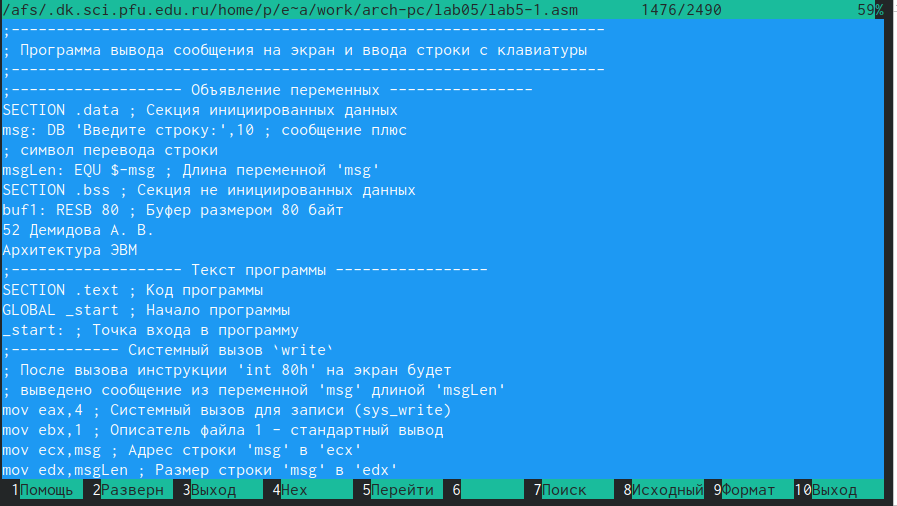 /afs/.dk.sci.pfu.edu.ru/home/p/e~a/work/arch-pc/lab05/lab5-1.asm 1476/2490 59%
;------------------------------------------------------------------
; Программа вывода сообщения на экран и ввода строки с клавиатуры
;------------------------------------------------------------------
;------------------- Объявление переменных ----------------
SECTION .data ; Секция инициированных данных
msg: DB 'Введите строку:',10 ; сообщение плюс
; символ перевода строки
msgLen: EQU $-msg ; Длина переменной 'msg'
SECTION .bss ; Секция не инициированных данных
buf1: RESB 80 ; Буфер размером 80 байт
52 Демидова А. В.
Архитектура ЭВМ
;------------------- Текст программы -----------------
SECTION .text ; Код программы
GLOBAL _start ; Начало программы
_start: ; Точка входа в программу
;------------ Системный вызов `write`
; После вызова инструкции 'int 80h' на экран будет
; выведено сообщение из переменной 'msg' длиной 'msgLen'
mov eax,4 ; Системный вызов для записи (sys_write)
mov ebx,1 ; Описатель файла 1 - стандартный вывод
mov ecx,msg ; Адрес строки 'msg' в 'ecx'
mov edx,msgLen ; Размер строки 'msg' в 'edx'
1Помощь 2Разверн 3Выход 4Hex 5Перейти 6 7Поиск 8Исходный 9Формат 10Выход